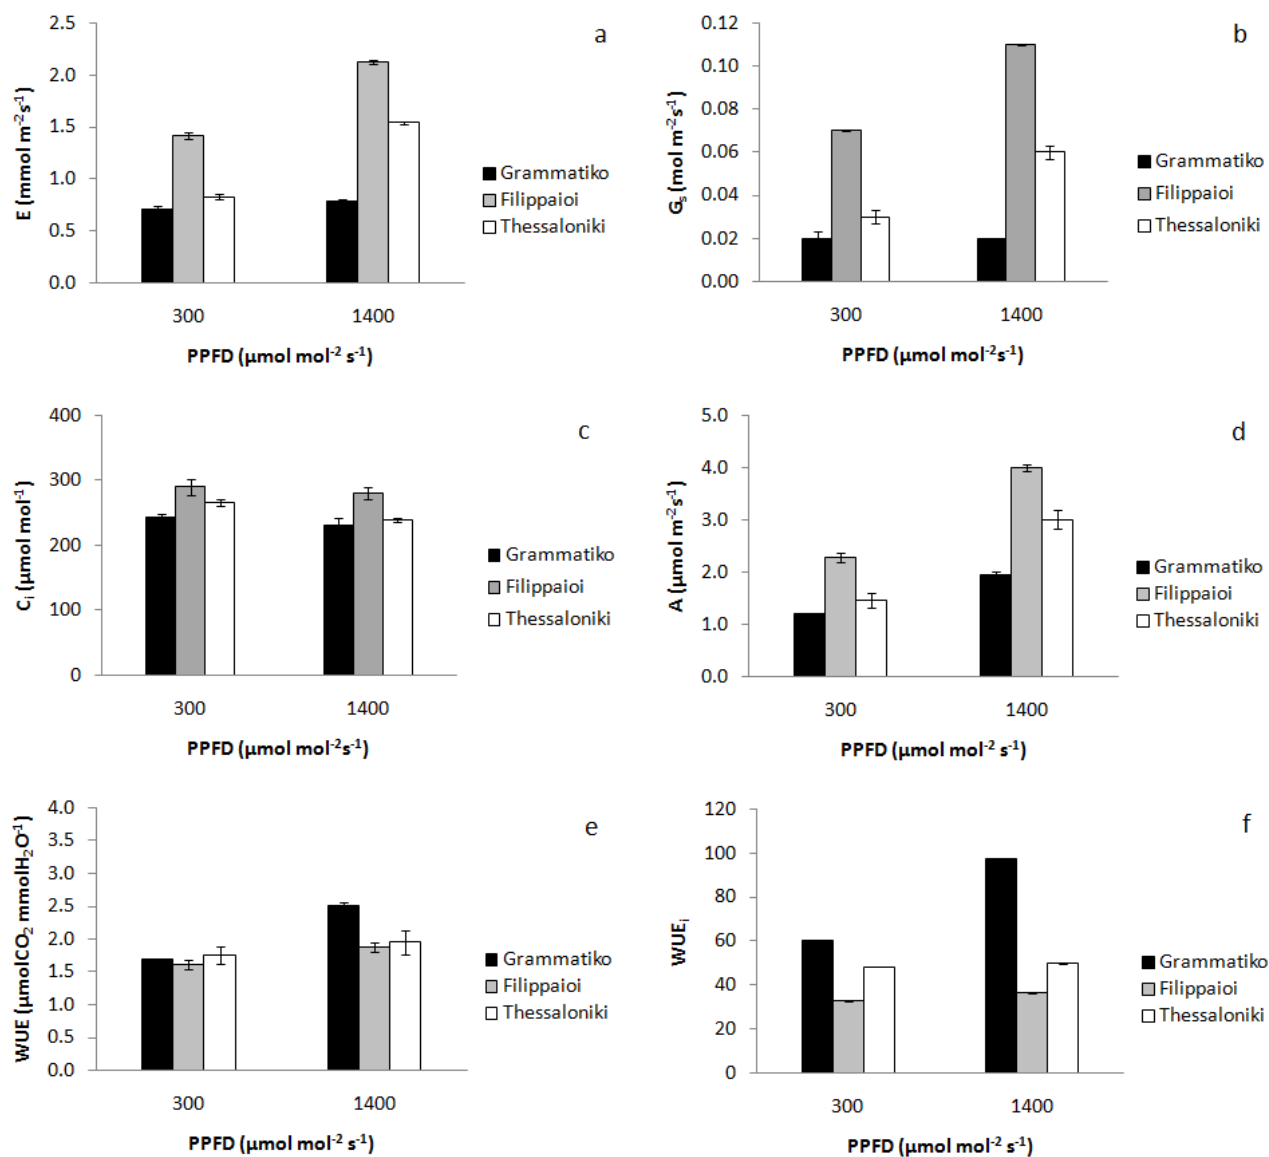 a
E (mmol m⁻²s⁻¹)
2.5
2.0
1.5
1.0
0.5
0.0
300 1400
PPFD (µmol mol⁻² s⁻¹)
Grammatiko
Filippaioi
Thessaloniki
b
Gₛ (mol m⁻²s⁻¹)
0.12
0.10
0.08
0.06
0.04
0.02
0.00
300 1400
PPFD (µmol mol⁻²s⁻¹)
Grammatiko
Filippaioi
Thessaloniki
c
Cᵢ (µmol mol⁻¹)
400
300
200
100
0
300 1400
PPFD (µmol mol⁻²s⁻¹)
Grammatiko
Filippaioi
Thessaloniki
d
A (µmol m⁻²s⁻¹)
5.0
4.0
3.0
2.0
1.0
0.0
300 1400
PPFD (µmol mol⁻² s⁻¹)
Grammatiko
Filippaioi
Thessaloniki
e
WUE (µmolCO₂ mmolH₂O⁻¹)
4.0
3.5
3.0
2.5
2.0
1.5
1.0
0.5
0.0
300 1400
PPFD (µmol mol⁻² s⁻¹)
Grammatiko
Filippaioi
Thessaloniki
f
WUEᵢ
120
100
80
60
40
20
0
300 1400
PPFD (µmol mol⁻² s⁻¹)
Grammatiko
Filippaioi
Thessaloniki